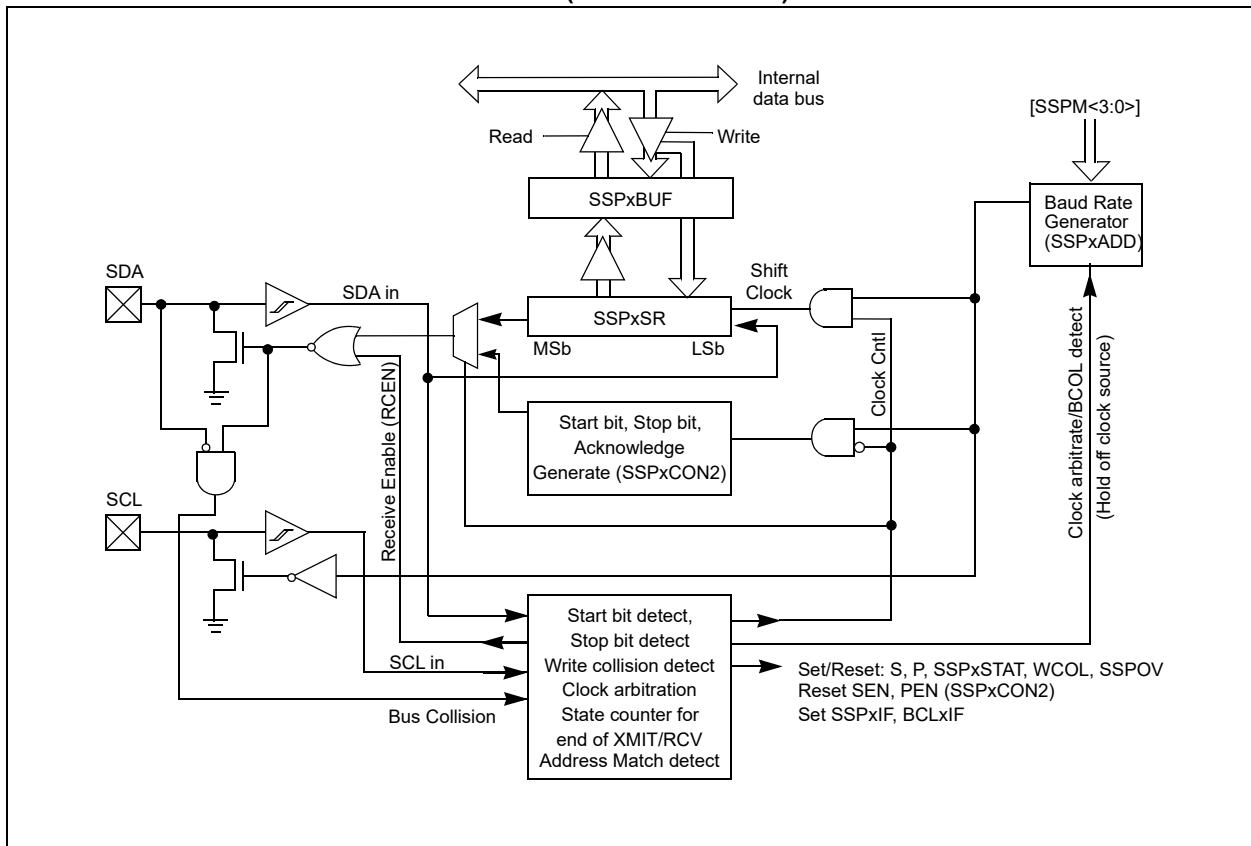 Internal
data bus
[SSPM<3:0>]
Read
Write
SSPxBUF
Baud Rate
Generator
(SSPxADD)
SDA
Shift
Clock
SDA in
SSPxSR
MSb
LSb
Clock Cntl
Clock arbitrate/BCOL detect
(Hold off clock source)
Receive Enable (RCEN)
Start bit, Stop bit,
Acknowledge
Generate (SSPxCON2)
SCL
Start bit detect,
Stop bit detect
Write collision detect
Clock arbitration
State counter for
end of XMIT/RCV
Address Match detect
SCL in
Bus Collision
Set/Reset: S, P, SSPxSTAT, WCOL, SSPOV
Reset SEN, PEN (SSPxCON2)
Set SSPxIF, BCLxIF